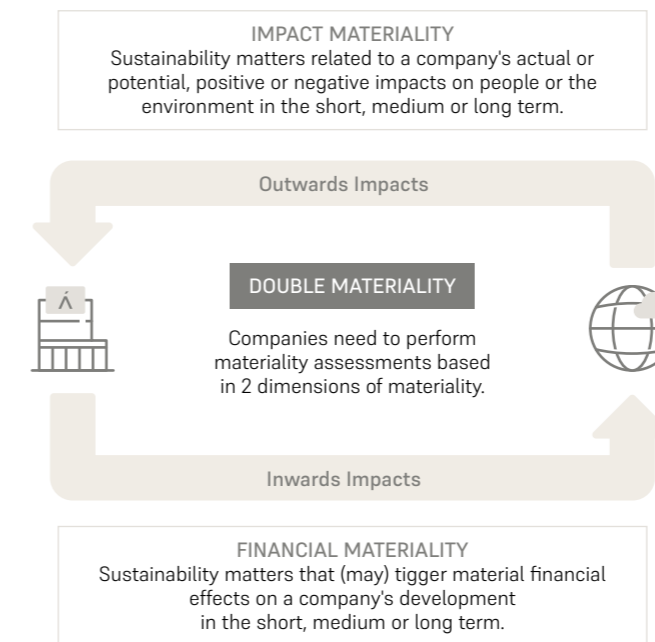 IMPACT MATERIALITY
Sustainability matters related to a company's actual or
potential, positive or negative impacts on people or the
environment in the short, medium or long term.
Outwards Impacts
Á
DOUBLE MATERIALITY
Companies need to perform
materiality assessments based
in 2 dimensions of materiality.
Inwards Impacts
FINANCIAL MATERIALITY
Sustainability matters that (may) tigger material financial
effects on a company's development
in the short, medium or long term.